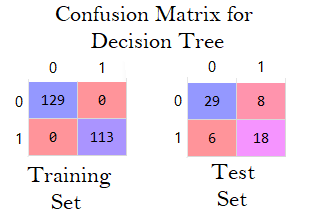 Confusion Matrix for
Decision Tree
0 1
0 129 0
1 0 113
Training
Set
0 1
0 29 8
1 6 18
Test
Set